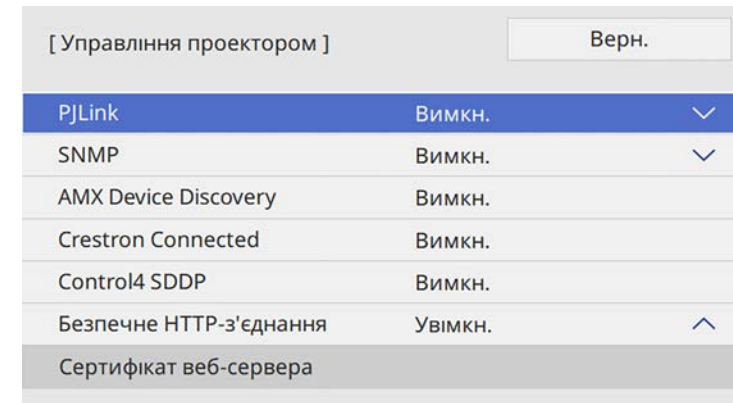 [ Управління проектором ]
Верн.
PJLink Вимкн.
SNMP Вимкн.
AMX Device Discovery Вимкн.
Crestron Connected Вимкн.
Control4 SDDP Вимкн.
Безпечне HTTP-з'єднання Увімкн.
Сертифікат веб-сервера